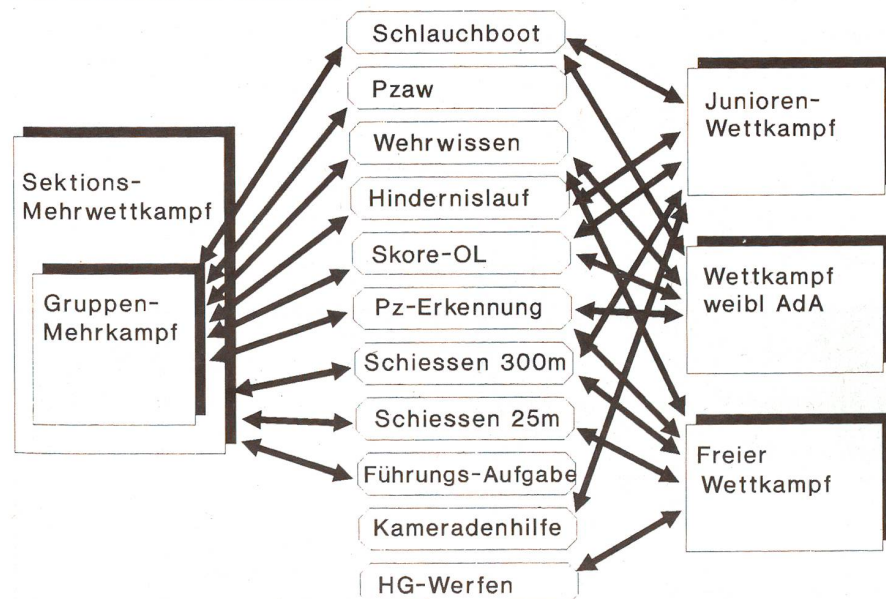 Sektions-
Mehrwettkampf
Gruppen-
Mehrkampf
Schlauchboot
Pzaw
Wehrwissen
Hindernislauf
Skore-OL
Pz-Erkennung
Schiessen 300m
Schiessen 25m
Führungs-Aufgabe
Kameradenhilfe
HG-Werfen
Junioren-
Wettkampf
Wettkampf
weibl AdA
Freier
Wettkampf